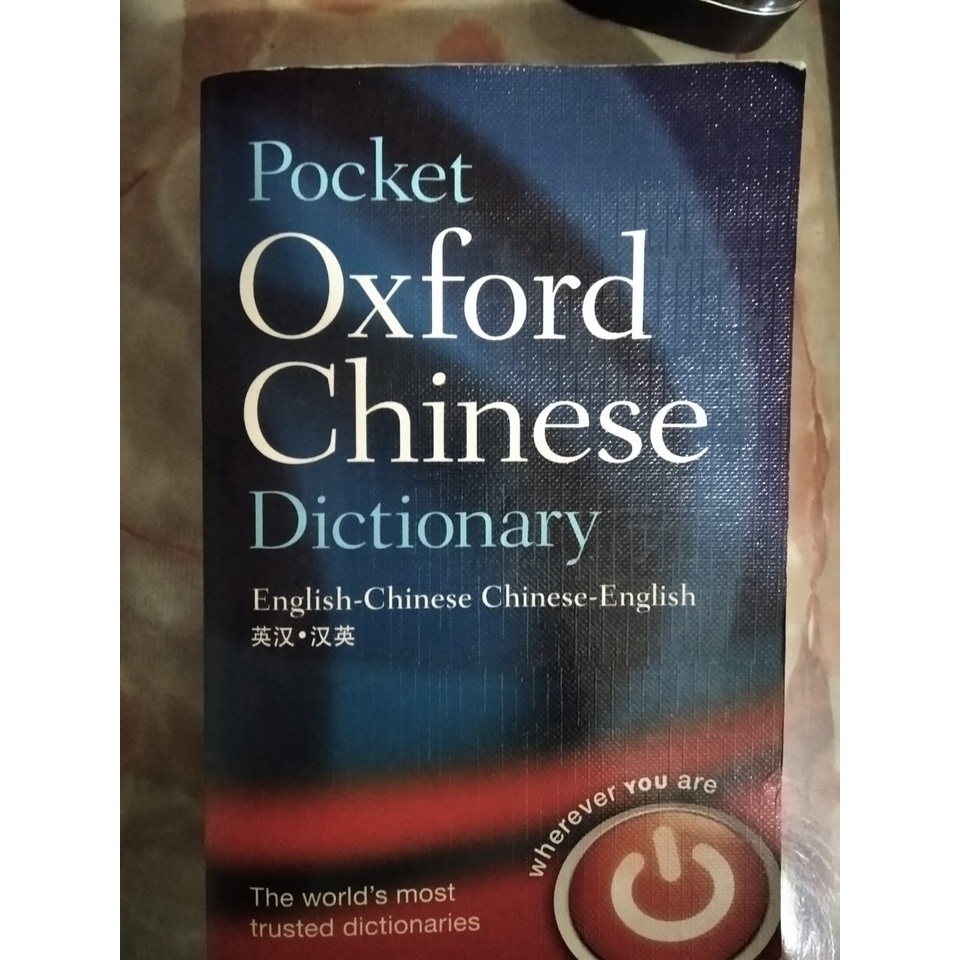 Pocket
Oxford
Chinese
Dictionary
English-Chinese Chinese-English
英汉•汉英
wherever YOU are
The world's most
trusted dictionaries